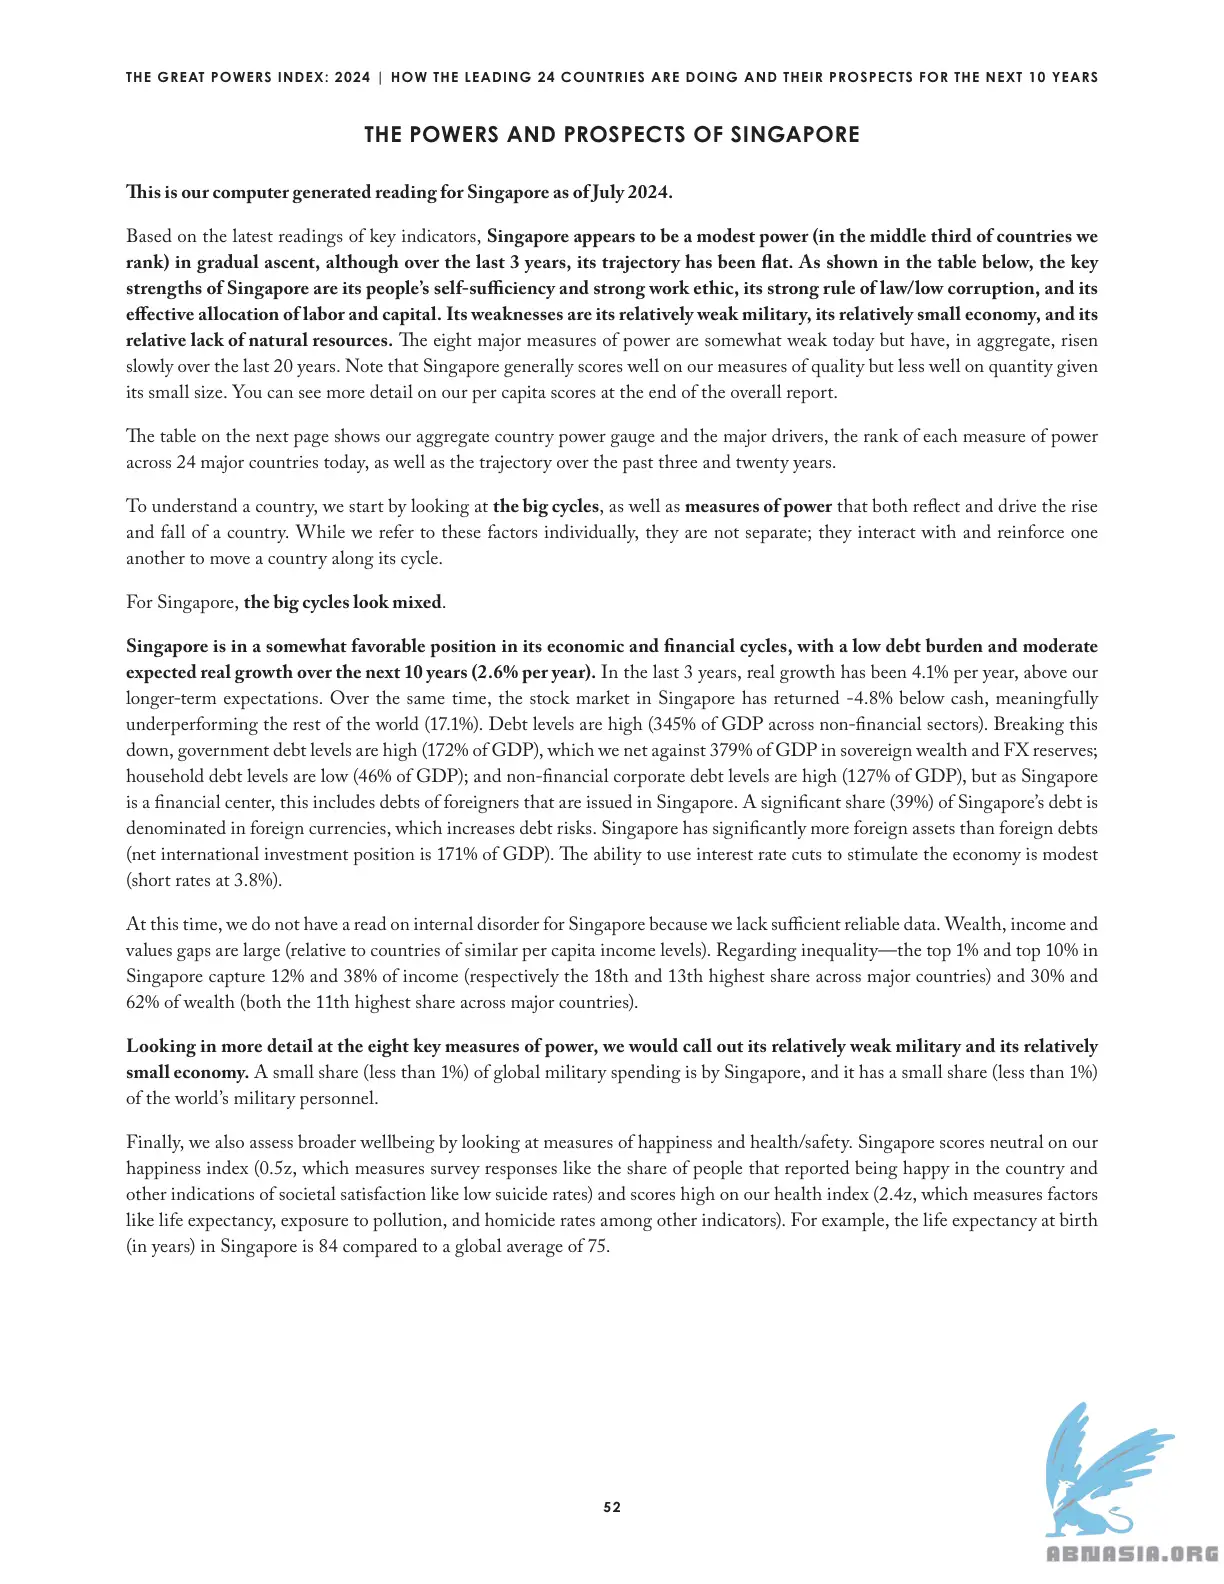 THE GREAT POWERS INDEX: 2024 | HOW THE LEADING 24 COUNTRIES ARE DOING AND THEIR PROSPECTS FOR THE NEXT 10 YEARS
THE POWERS AND PROSPECTS OF SINGAPORE
This is our computer generated reading for Singapore as of July 2024.
Based on the latest readings of key indicators, Singapore appears to be a modest power (in the middle third of countries we
rank) in gradual ascent, although over the last 3 years, its trajectory has been flat. As shown in the table below, the key
strengths of Singapore are its people’s self-sufficiency and strong work ethic, its strong rule of law/low corruption, and its
effective allocation of labor and capital. Its weaknesses are its relatively weak military, its relatively small economy, and its
relative lack of natural resources. The eight major measures of power are somewhat weak today but have, in aggregate, risen
slowly over the last 20 years. Note that Singapore generally scores well on our measures of quality but less well on quantity given
its small size. You can see more detail on our per capita scores at the end of the overall report.
The table on the next page shows our aggregate country power gauge and the major drivers, the rank of each measure of power
across 24 major countries today, as well as the trajectory over the past three and twenty years.
To understand a country, we start by looking at the big cycles, as well as measures of power that both reflect and drive the rise
and fall of a country. While we refer to these factors individually, they are not separate; they interact with and reinforce one
another to move a country along its cycle.
For Singapore, the big cycles look mixed.
Singapore is in a somewhat favorable position in its economic and financial cycles, with a low debt burden and moderate
expected real growth over the next 10 years (2.6% per year). In the last 3 years, real growth has been 4.1% per year, above our
longer-term expectations. Over the same time, the stock market in Singapore has returned -4.8% below cash, meaningfully
underperforming the rest of the world (17.1%). Debt levels are high (345% of GDP across non-financial sectors). Breaking this
down, government debt levels are high (172% of GDP), which we net against 379% of GDP in sovereign wealth and FX reserves;
household debt levels are low (46% of GDP); and non-financial corporate debt levels are high (127% of GDP), but as Singapore
is a financial center, this includes debts of foreigners that are issued in Singapore. A significant share (39%) of Singapore’s debt is
denominated in foreign currencies, which increases debt risks. Singapore has significantly more foreign assets than foreign debts
(net international investment position is 171% of GDP). The ability to use interest rate cuts to stimulate the economy is modest
(short rates at 3.8%).
At this time, we do not have a read on internal disorder for Singapore because we lack sufficient reliable data. Wealth, income and
values gaps are large (relative to countries of similar per capita income levels). Regarding inequality—the top 1% and top 10% in
Singapore capture 12% and 38% of income (respectively the 18th and 13th highest share across major countries) and 30% and
62% of wealth (both the 11th highest share across major countries).
Looking in more detail at the eight key measures of power, we would call out its relatively weak military and its relatively
small economy. A small share (less than 1%) of global military spending is by Singapore, and it has a small share (less than 1%)
of the world’s military personnel.
Finally, we also assess broader wellbeing by looking at measures of happiness and health/safety. Singapore scores neutral on our
happiness index (0.5z, which measures survey responses like the share of people that reported being happy in the country and
other indications of societal satisfaction like low suicide rates) and scores high on our health index (2.4z, which measures factors
like life expectancy, exposure to pollution, and homicide rates among other indicators). For example, the life expectancy at birth
(in years) in Singapore is 84 compared to a global average of 75.
52
ABNASIA.ORG